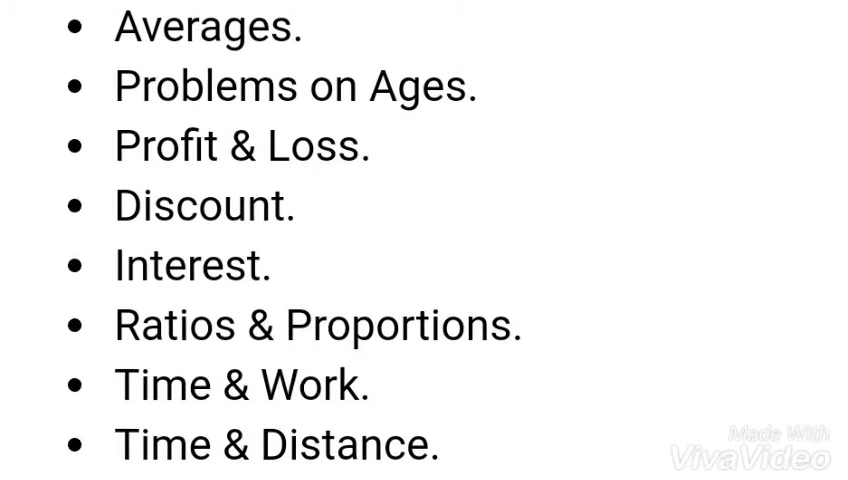 • Averages.
• Problems on Ages.
• Profit & Loss.
• Discount.
• Interest.
• Ratios & Proportions.
• Time & Work.
• Time & Distance.
Made With
VivaVideo